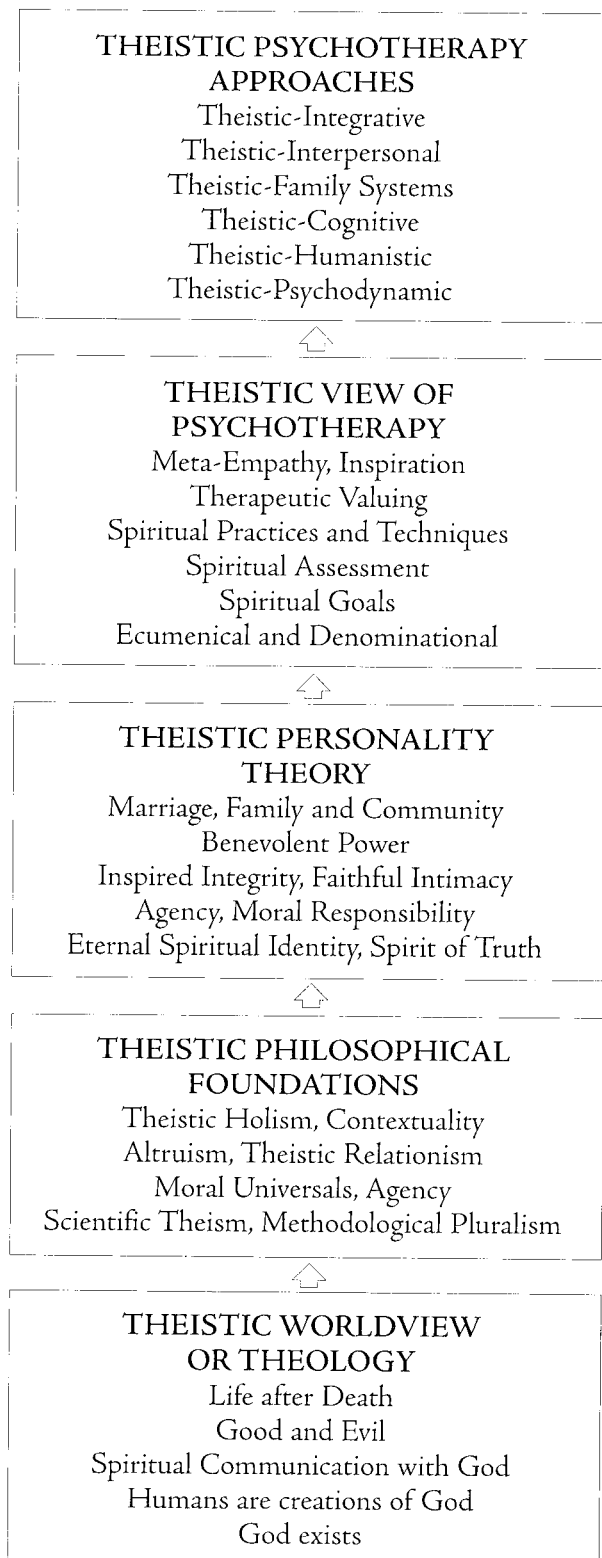 THEISTIC PSYCHOTHERAPY
APPROACHES
Theistic-Integrative
Theistic-Interpersonal
Theistic-Family Systems
Theistic-Cognitive
Theistic-Humanistic
Theistic-Psychodynamic
THEISTIC VIEW OF
PSYCHOTHERAPY
Meta-Empathy, Inspiration
Therapeutic Valuing
Spiritual Practices and Techniques
Spiritual Assessment
Spiritual Goals
Ecumenical and Denominational
THEISTIC PERSONALITY
THEORY
Marriage, Family and Community
Benevolent Power
Inspired Integrity, Faithful Intimacy
Agency, Moral Responsibility
Eternal Spiritual Identity, Spirit of Truth
THEISTIC PHILOSOPHICAL
FOUNDATIONS
Theistic Holism, Contextuality
Altruism, Theistic Relationism
Moral Universals, Agency
Scientific Theism, Methodological Pluralism
THEISTIC WORLDVIEW
OR THEOLOGY
Life after Death
Good and Evil
Spiritual Communication with God
Humans are creations of God
God exists